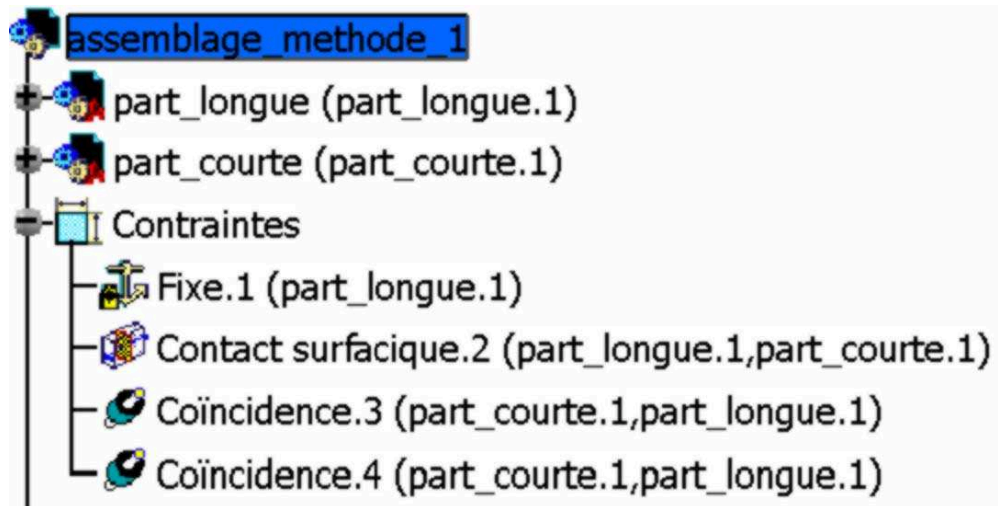 assemblage_methode_1
part_longue (part_longue.1)
part_courte (part_courte.1)
Contraintes
Fixe.1 (part_longue.1)
Contact surfacique.2 (part_longue.1,part_courte.1)
Coïncidence.3 (part_courte.1,part_longue.1)
Coïncidence.4 (part_courte.1,part_longue.1)